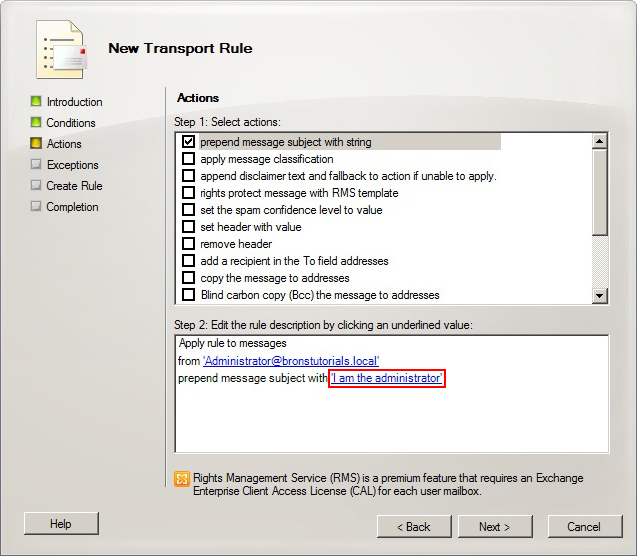 New Transport Rule
Introduction
Conditions
Actions
Exceptions
Create Rule
Completion
Actions
Step 1: Select actions:
prepend message subject with string
apply message classification
append disclaimer text and fallback to action if unable to apply.
rights protect message with RMS template
set the spam confidence level to value
set header with value
remove header
add a recipient in the To field addresses
copy the message to addresses
Blind carbon copy (Bcc) the message to addresses
Step 2: Edit the rule description by clicking an underlined value:
Apply rule to messages
from 'Administrator@bronstutorials.local'
prepend message subject with 'I am the administrator'
Rights Management Service (RMS) is a premium feature that requires an Exchange
Enterprise Client Access License (CAL) for each user mailbox.
Help
< Back
Next >
Cancel